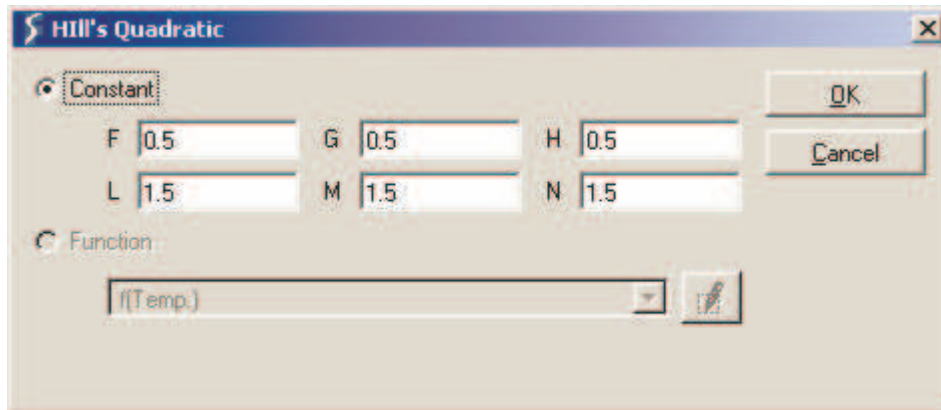 HIll's Quadratic
Constant
OK
F 0.5 G 0.5 H 0.5
Cancel
L 1.5 M 1.5 N 1.5
Function
f(Temp.)